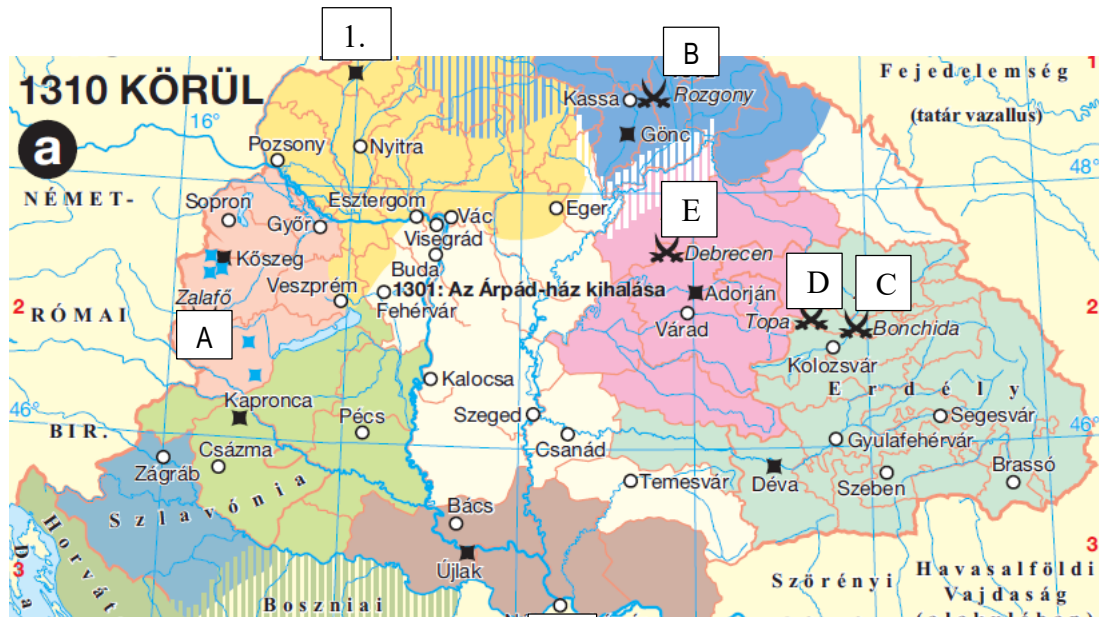 1.
B
1310 KÖRÜL
a
16°
1
Fejedelemség
(tatár vazallus)
Kassa
Rozgony
Gönc
Pozsony
Nyitra
48°
NÉMET-
Sopron
Esztergom
Vác
Eger
E
Győr
Visegrád
Debrecen
Kőszeg
Buda
D
C
Veszprém
1301: Az Árpád-ház kihalása
Adorján
Zalafő
Fehérvár
2
RÓMAI
A
Várad
Topa
Bonchida
2
Kolozsvár
Kalocsa
Erdély
Kapronca
46°
Pécs
Szeged
Segesvár
46°
BIR.
Csanád
Gyulafehérvár
Zágráb
Császma
Temesvár
Déva
Szeben
Brassó
Szlavónia
Bács
Horvát
Újlak
3
3
Szörényi
Havasalföldi
Vajdaság
Boszniai